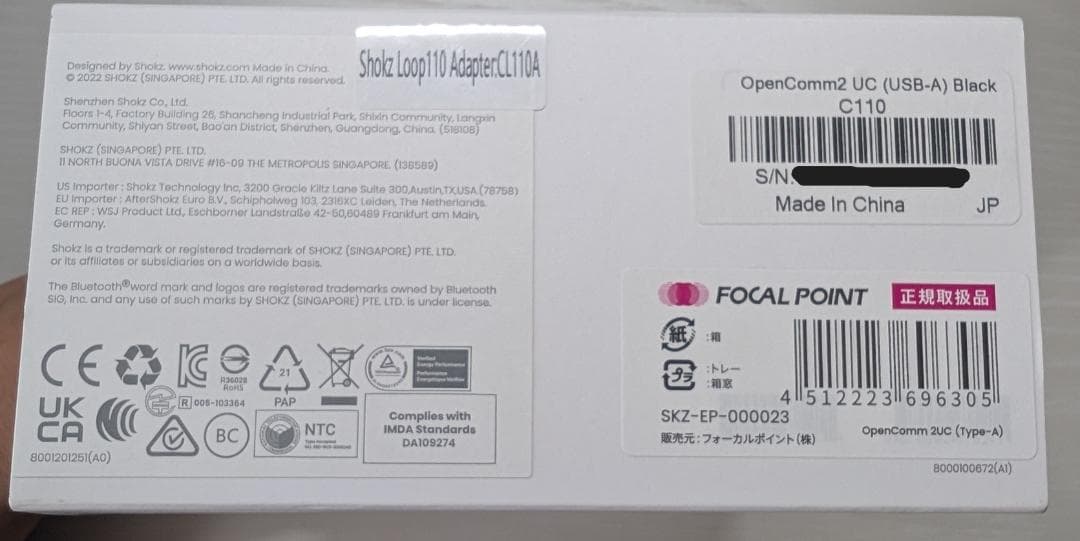 Designed by Shokz. www.shokz.com Made in China.
© 2022 SHOKZ (SINGAPORE) PTE. LTD. All rights reserved.
Shokz Loop110 Adapter.CL110A
Shenzhen Shokz Co., Ltd.
Floors 1-4, Factory Building 26, Shancheng Industrial Park, Shixin Community, Langxin
Community, Shiyan Street, Bao'an District, Shenzhen, Guangdong, China. (518108)
SHOKZ (SINGAPORE) PTE. LTD.
11 NORTH BUONA VISTA DRIVE #16-09 THE METROPOLIS SINGAPORE. (138589)
US Importer : Shokz Technology Inc, 3200 Gracie Kiltz Lane Suite 300,Austin,TX,USA.(78758)
EU Importer : AfterShokz Euro B.V., Schipholweg 103, 2316XC Leiden, The Netherlands.
EC REP : WSJ Product Ltd., Eschborner Landstraße 42-50,60489 Frankfurt am Main,
Germany.
Shokz is a trademark or registered trademark of SHOKZ (SINGAPORE) PTE. LTD.
or its affiliates or subsidiaries on a worldwide basis.
The Bluetooth® word mark and logos are registered trademarks owned by Bluetooth
SIG, Inc. and any use of such marks by SHOKZ (SINGAPORE) PTE. LTD. is under license.
CE
R36028
RoHS
21
PAP
Verified
Energy Performance
UK
CA
R 005-103364
BC
NTC
Complies with
IMDA Standards
DA109274
8001201251(A0)
OpenComm2 UC (USB-A) Black
C110
S/N:
Made In China JP
FOCAL POINT 正規取扱品
紙 :箱
プラ :トレー
:箱窓
4 512223 696305
SKZ-EP-000023
販売元:フォーカルポイント(株)
OpenComm 2UC (Type-A)
8000100672(A1)